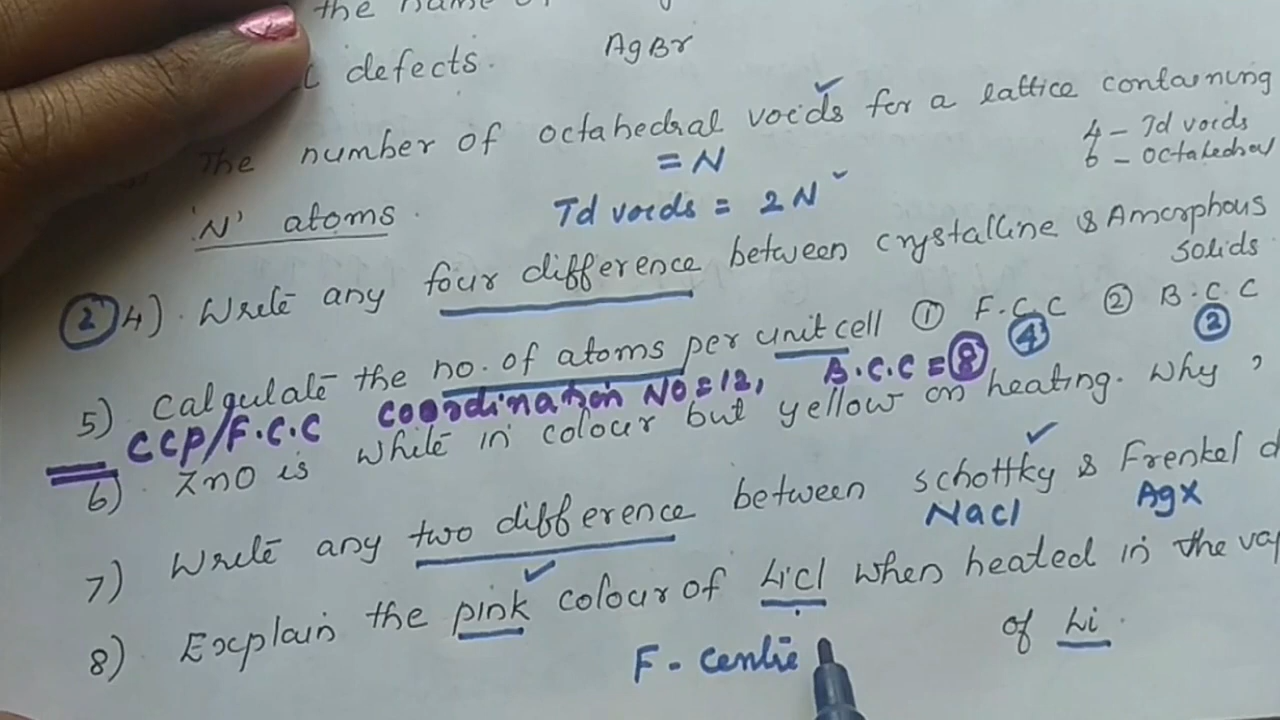 the name of
defects. AgBr
The number of octahedral voids for a lattice containing
= N 4 - Td voids
6 - octahedral
'N' atoms. Td voids = 2N
② 4). Write any four difference between crystalline & Amorphous
solids
5) Calculate the no. of atoms per unit cell ① F.C.C ② B.C.C
④ ②
CCP/F.C.C coordination No = 12, B.C.C = ⑧
6). ZnO is white in colour but yellow on heating. Why ?
7) Write any two difference between schottky & Frenkel d
NaCl AgX
8) Explain the pink colour of LiCl when heated in the vap
of Li.
F - centre